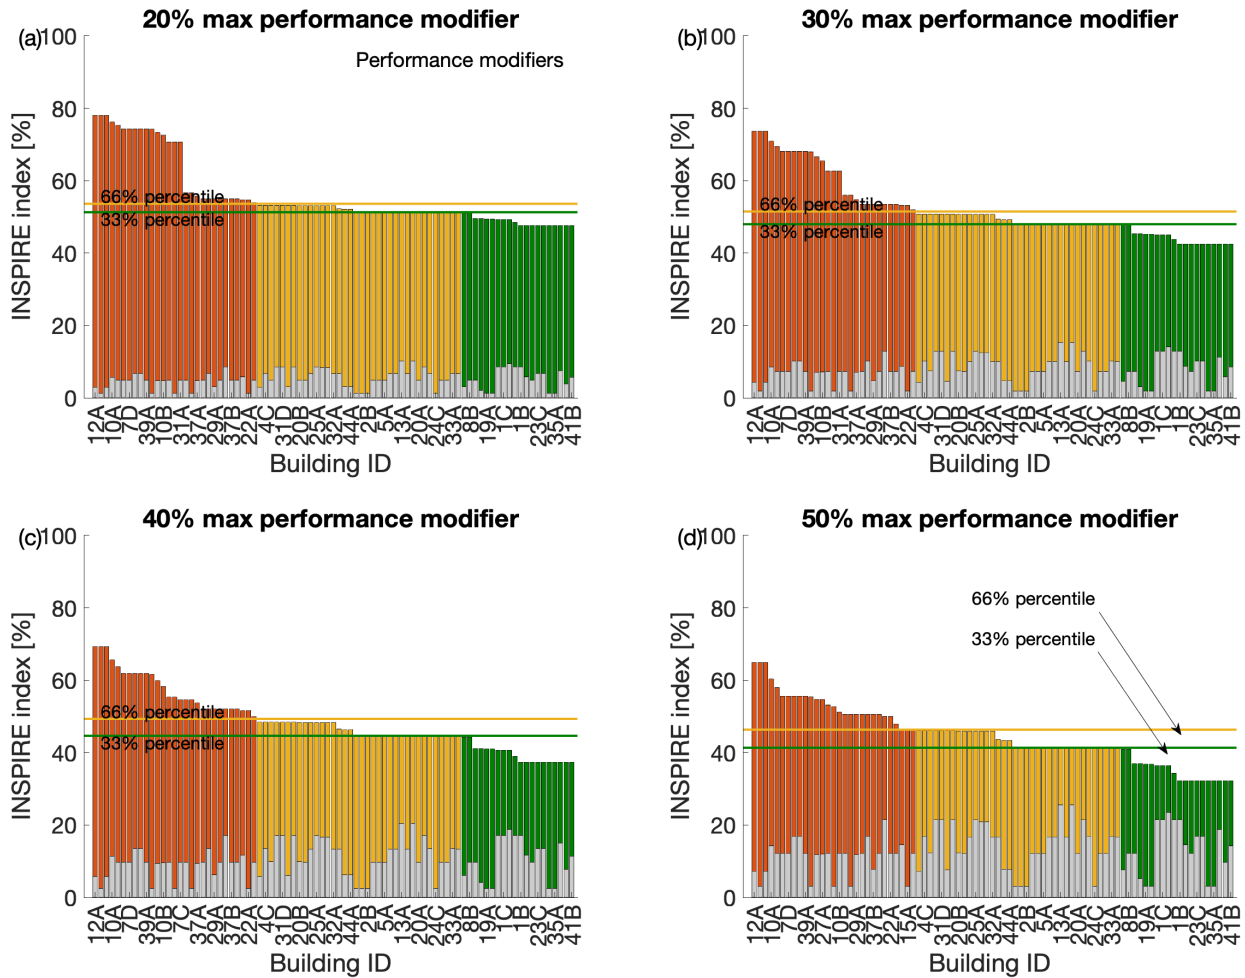 20% max performance modifier
(a)
100
80
60
40
20
0
INSPIRE index [%]
Performance modifiers
66% percentile
33% percentile
12A 10A 7D 39A 10B 31A 37A 29A 37B 22A 4C 31D 20B 25A 32A 44A 2B 5A 13A 20A 24C 33A 8B 19A 1C 1B 23C 35A 41B
Building ID
30% max performance modifier
(b)
100
80
60
40
20
0
INSPIRE index [%]
66% percentile
33% percentile
12A 10A 7D 39A 10B 31A 29A 37B 22A 4C 31D 20B 25A 32A 44A 2B 5A 13A 20A 24C 33A 8B 19A 1C 1B 23C 35A 41B
Building ID
40% max performance modifier
(c)
100
80
60
40
20
0
INSPIRE index [%]
66% percentile
33% percentile
12A 10A 7D 39A 10B 7C 37A 29A 37B 22A 4C 31D 20B 25A 32A 44A 2B 5A 13A 20A 24C 33A 8B 19A 1C 1B 23C 35A 41B
Building ID
50% max performance modifier
(d)
100
80
60
40
20
0
INSPIRE index [%]
66% percentile
33% percentile
12A 10A 7D 39A 27A 10B 29A 37B 22A 15A 4C 31D 20B 25A 32A 44A 2B 5A 13A 20A 24C 33A 8B 19A 1C 1B 23C 35A 41B
Building ID